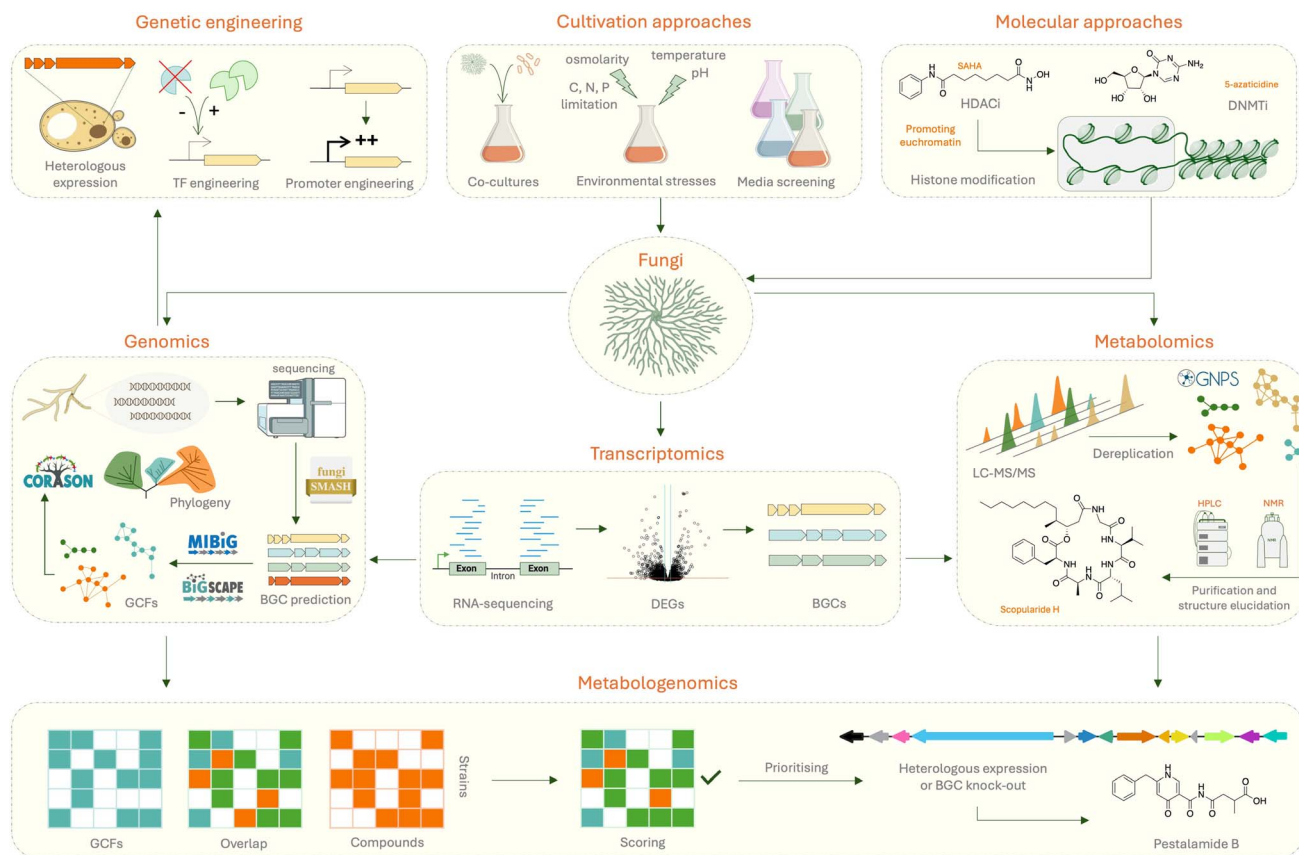 Genetic engineering
Heterologous
expression
-
+
TF engineering
++
Promoter engineering
Cultivation approaches
osmolarity
temperature
pH
C, N, P
limitation
Co-cultures
Environmental stresses
Media screening
Molecular approaches
SAHA
HDACi
5-azaticidine
DNMTi
Promoting
euchromatin
Histone modification
Fungi
Genomics
sequencing
CORASON
Phylogeny
fungi
SMASH
MIBiG
BiGSCAPE
GCFs
BGC prediction
Transcriptomics
Exon
Intron
Exon
RNA-sequencing
DEGs
BGCs
Metabolomics
GNPS
LC-MS/MS
Dereplication
HPLC
NMR
Scopularide H
Purification and
structure elucidation
Metabologenomics
GCFs
Overlap
Compounds
Strains
Scoring
Prioritising
Heterologous expression
or BGC knock-out
Pestalamide B